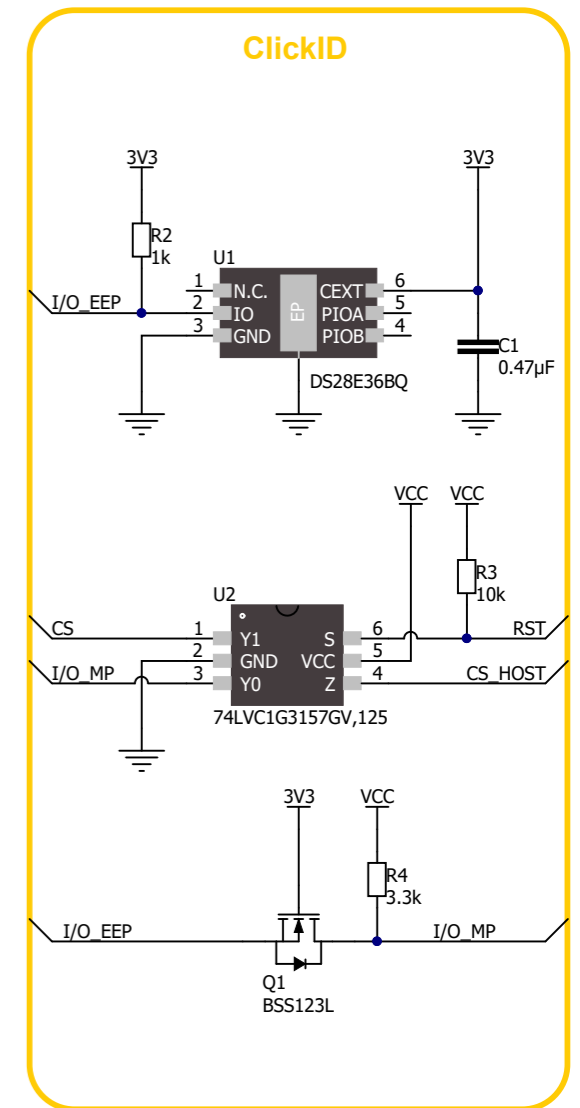 ClickID
3V3
3V3
R2
1k
U1
I/O_EEP
1
2
3
N.C.
IO
GND
EP
CEXT
PIOA
PIOB
6
5
4
DS28E36BQ
C1
0.47µF
VCC
VCC
R3
10k
U2
CS
I/O_MP
1
2
3
Y1
GND
Y0
S
VCC
Z
6
5
4
RST
CS_HOST
74LVC1G3157GV,125
3V3
VCC
R4
3.3k
I/O_EEP
I/O_MP
Q1
BSS123L